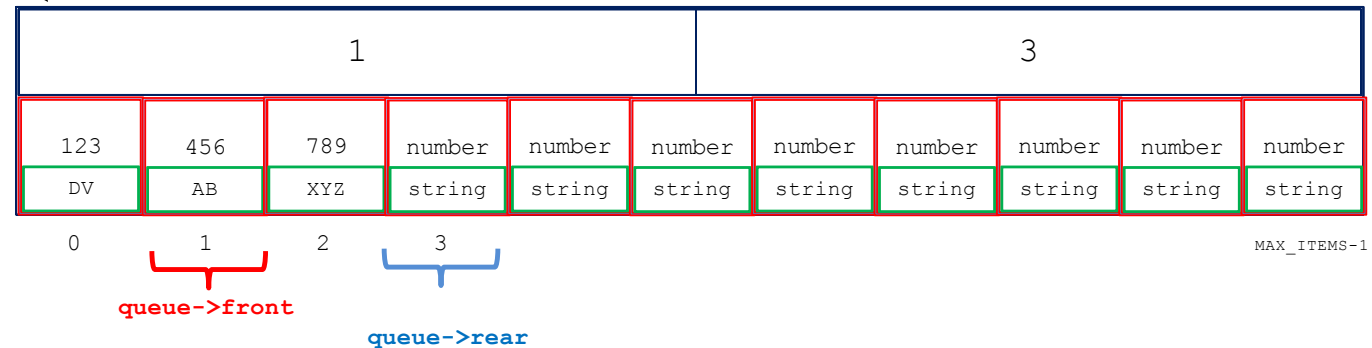 1 3
123 456 789 number number number number number number number number
DV AB XYZ string string string string string string string string
0 1 2 3 MAX_ITEMS-1
queue->front
queue->rear